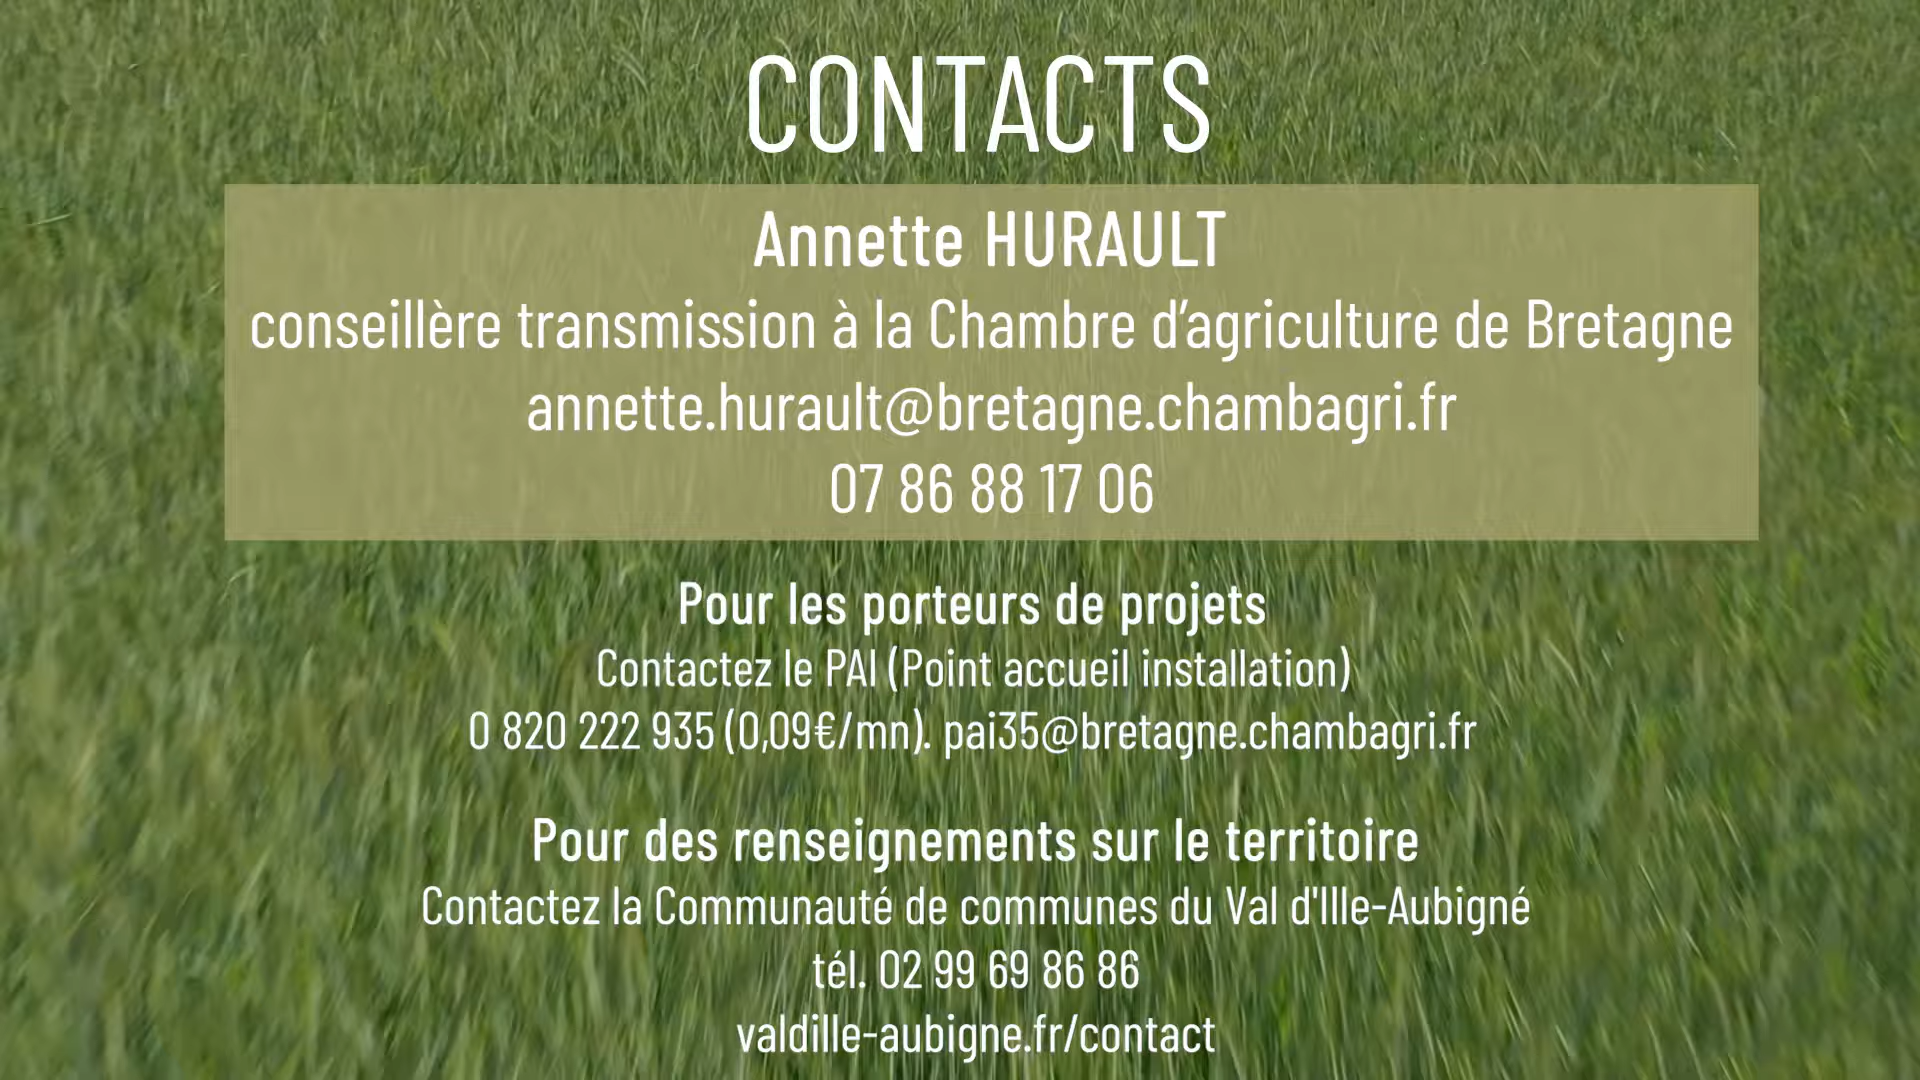 CONTACTS
Annette HURAULT
conseillère transmission à la Chambre d’agriculture de Bretagne
annette.hurault@bretagne.chambagri.fr
07 86 88 17 06
Pour les porteurs de projets
Contactez le PAI (Point accueil installation)
0 820 222 935 (0,09€/mn). pai35@bretagne.chambagri.fr
Pour des renseignements sur le territoire
Contactez la Communauté de communes du Val d'Ille-Aubigné
tél. 02 99 69 86 86
valdille-aubigne.fr/contact